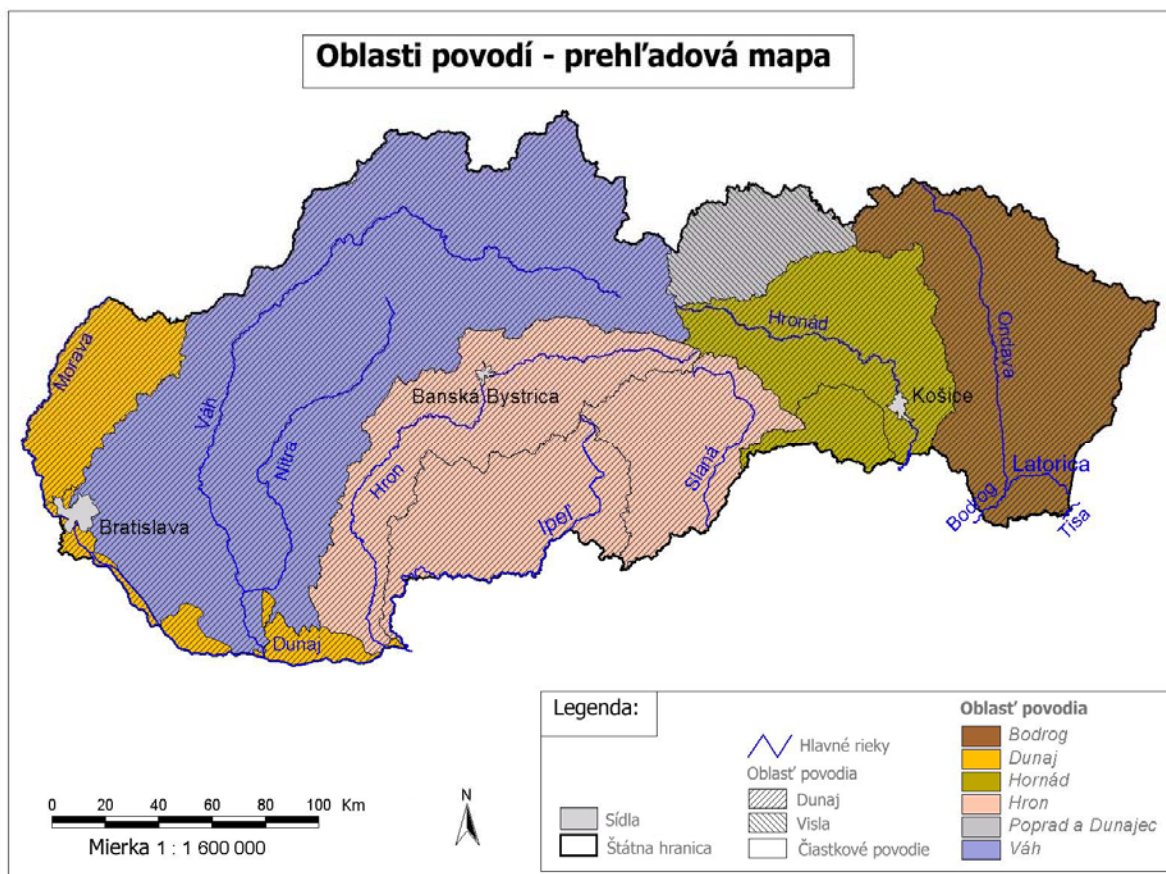 Oblasti povodí - prehľadová mapa
Morava
Váh
Nitra
Bratislava
Dunaj
Banská Bystrica
Hron
Ipeľ
Slaná
Hronád
Košice
Ondava
Latorica
Bodrog
Tisa
0 20 40 60 80 100 Km
Mierka 1 : 1 600 000
N
Legenda:
Sídla
Štátna hranica
Hlavné rieky
Oblasť povodia
Dunaj
Visla
Čiastkové povodie
Oblasť povodia
Bodrog
Dunaj
Hornád
Hron
Poprad a Dunajec
Váh